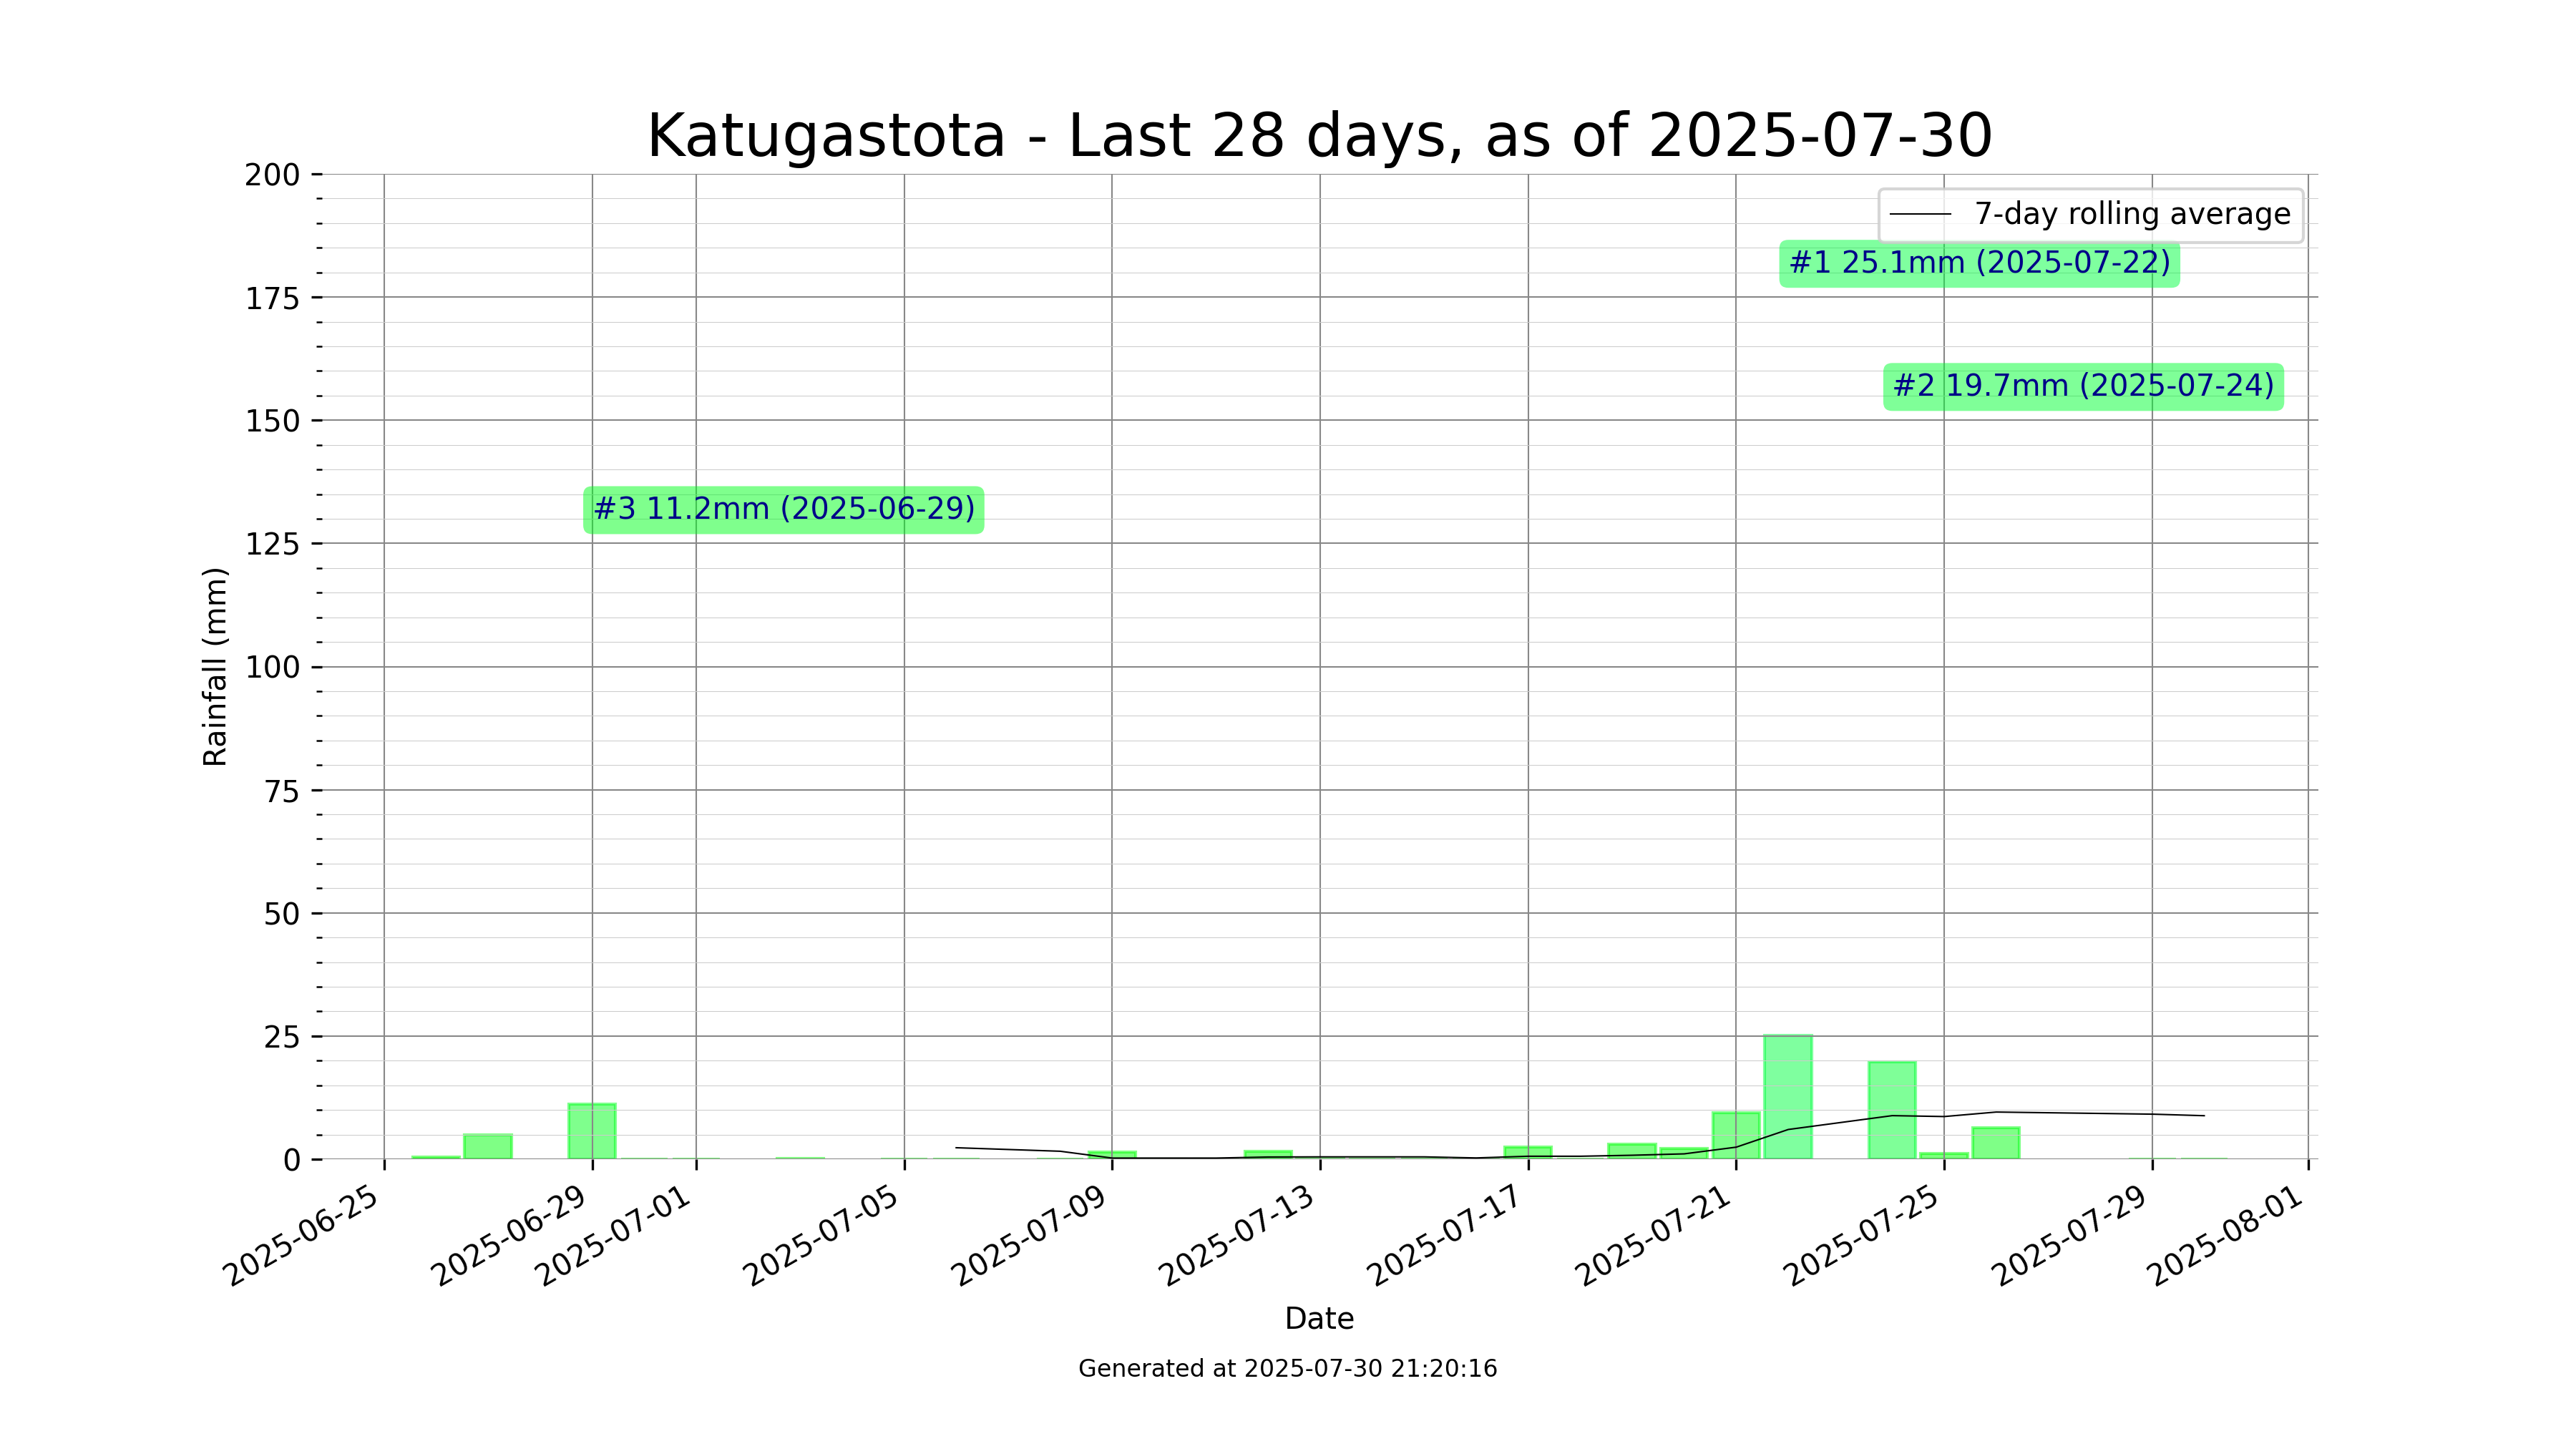 Katugastota - Last 28 days, as of 2025-07-30
200
175
150
125
100
75
50
25
0
Rainfall (mm)
7-day rolling average
#1 25.1mm (2025-07-22)
#2 19.7mm (2025-07-24)
#3 11.2mm (2025-06-29)
2025-06-25
2025-06-29
2025-07-01
2025-07-05
2025-07-09
2025-07-13
2025-07-17
2025-07-21
2025-07-25
2025-07-29
2025-08-01
Date
Generated at 2025-07-30 21:20:16